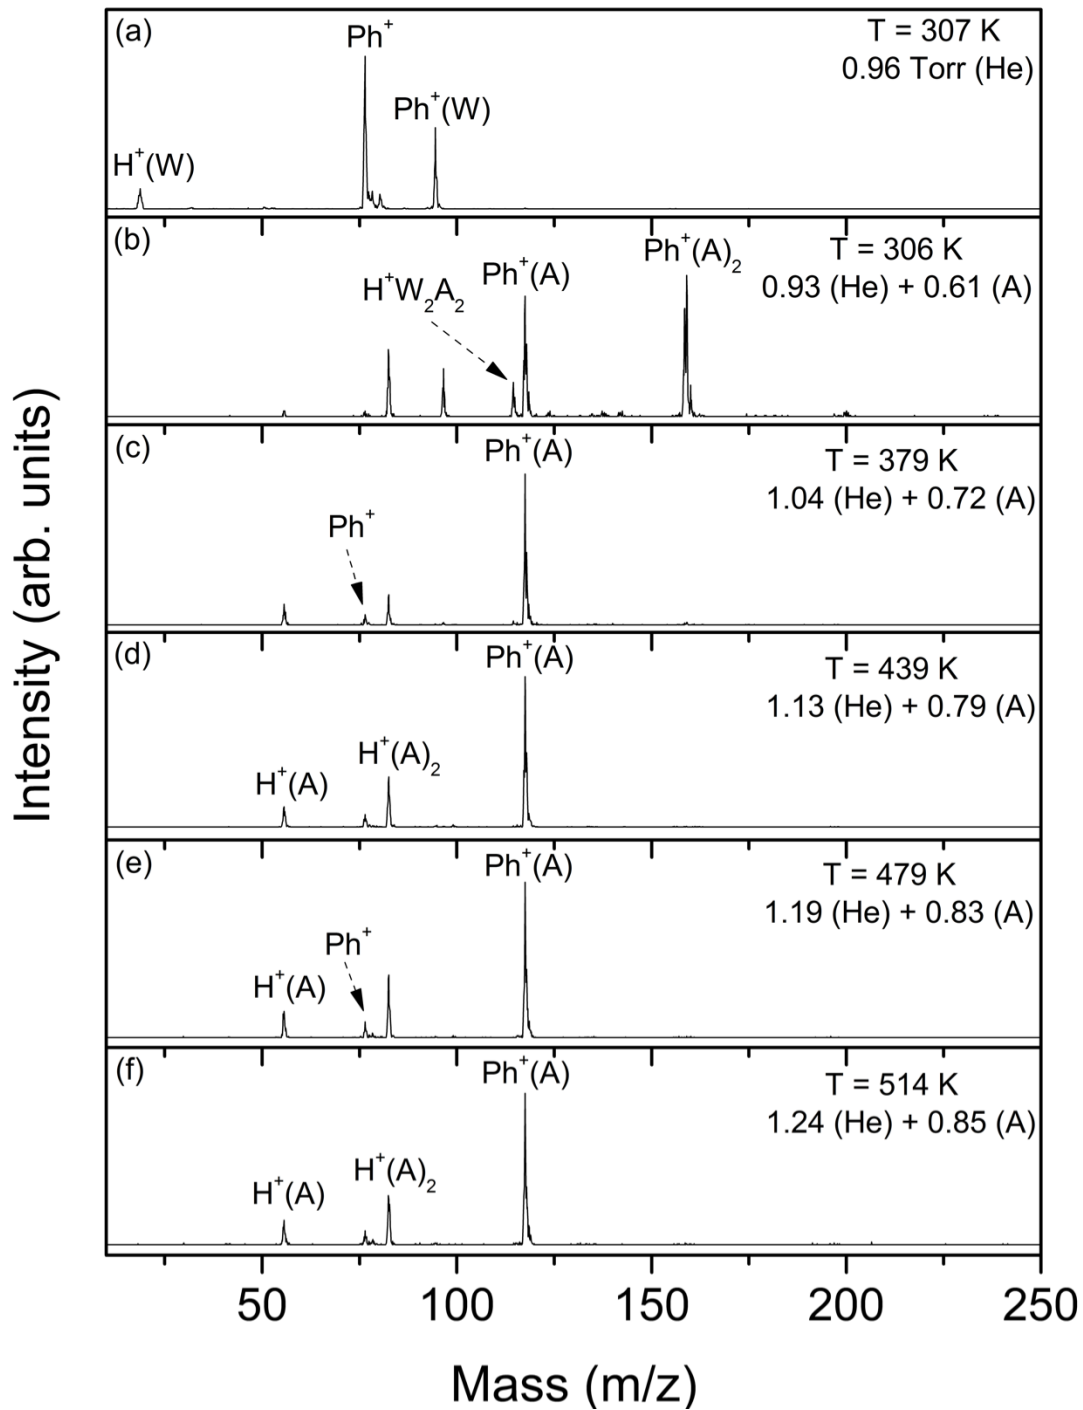 (a)
Ph⁺
T = 307 K
0.96 Torr (He)
Ph⁺(W)
H⁺(W)
(b)
Ph⁺(A)₂
T = 306 K
0.93 (He) + 0.61 (A)
Ph⁺(A)
H⁺W₂A₂
(c)
Ph⁺(A)
T = 379 K
1.04 (He) + 0.72 (A)
Ph⁺
(d)
Ph⁺(A)
T = 439 K
1.13 (He) + 0.79 (A)
H⁺(A)₂
H⁺(A)
(e)
Ph⁺(A)
T = 479 K
1.19 (He) + 0.83 (A)
Ph⁺
H⁺(A)
(f)
Ph⁺(A)
T = 514 K
1.24 (He) + 0.85 (A)
H⁺(A)₂
H⁺(A)
Intensity (arb. units)
50 100 150 200 250
Mass (m/z)